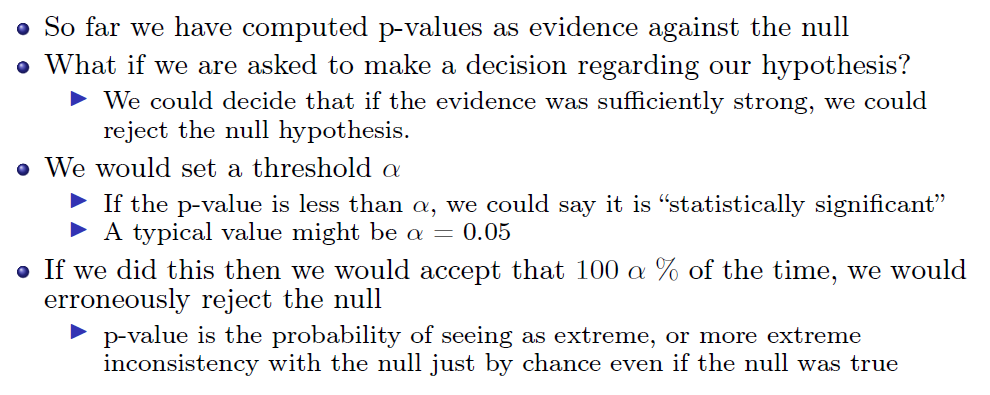 So far we have computed p-values as evidence against the null
What if we are asked to make a decision regarding our hypothesis?
We could decide that if the evidence was sufficiently strong, we could
reject the null hypothesis.
We would set a threshold α
If the p-value is less than α, we could say it is “statistically significant”
A typical value might be α = 0.05
If we did this then we would accept that 100 α % of the time, we would
erroneously reject the null
p-value is the probability of seeing as extreme, or more extreme
inconsistency with the null just by chance even if the null was true